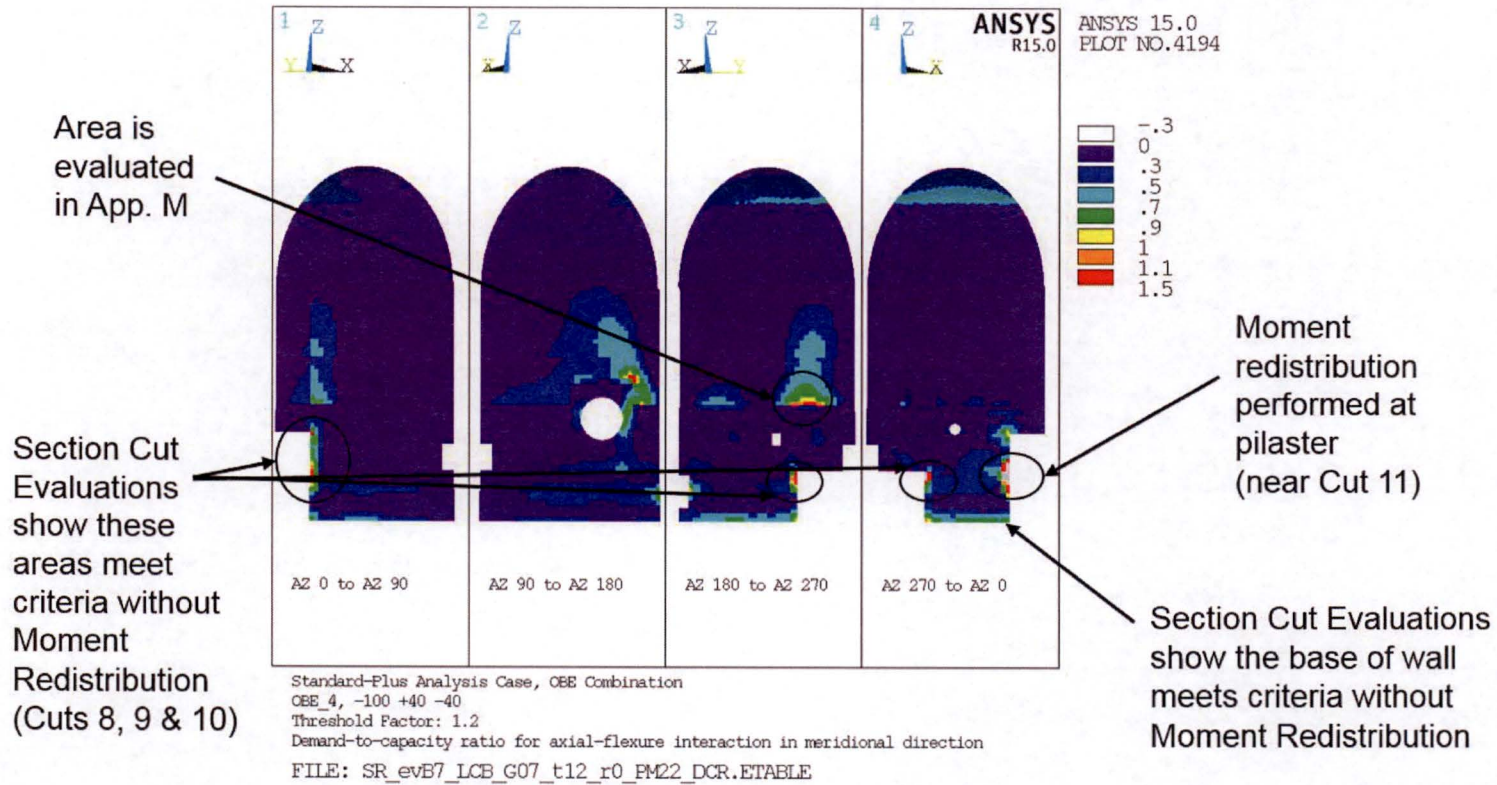 1
Z
Y
X
2
Z
X
3
Z
X
Y
4
Z
X
ANSYS
R15.0
ANSYS 15.0
PLOT NO.4194
-.3
0
.3
.5
.7
.9
1
1.1
1.5
Area is
evaluated
in App. M
Section Cut
Evaluations
show these
areas meet
criteria without
Moment
Redistribution
(Cuts 8, 9 & 10)
Moment
redistribution
performed at
pilaster
(near Cut 11)
Section Cut Evaluations
show the base of wall
meets criteria without
Moment Redistribution
AZ 0 to AZ 90
AZ 90 to AZ 180
AZ 180 to AZ 270
AZ 270 to AZ 0
Standard-Plus Analysis Case, OBE Combination
OBE_4, -100 +40 -40
Threshold Factor: 1.2
Demand-to-capacity ratio for axial-flexure interaction in meridional direction
FILE: SR_evB7_LCB_G07_t12_r0_PM22_DCR.ETABLE